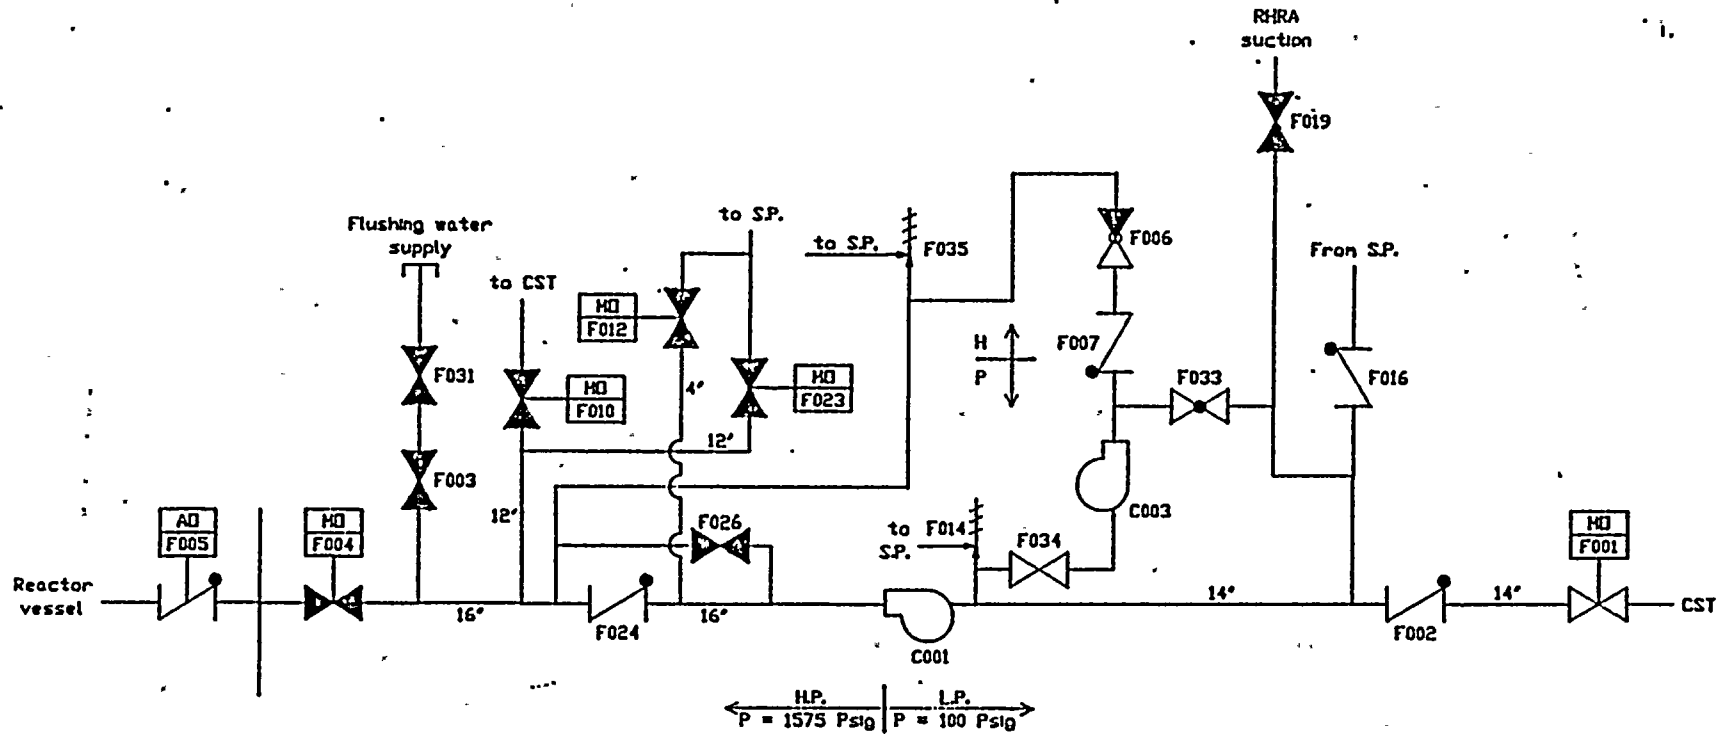 RHRA
suction
F019
Flushing water
supply
to S.P.
to S.P.
F035
F006
From S.P.
to CST
MO
F012
H
P
F007
F031
4"
MO
F010
MO
F023
F033
F016
12"
F003
12"
F026
C003
AO
F005
MO
F004
to
S.P.
F014
F034
MO
F001
Reactor
vessel
16"
F024
16"
C001
14"
F002
14"
CST
H.P.
L.P.
P = 1575 Psig
P = 100 Psig